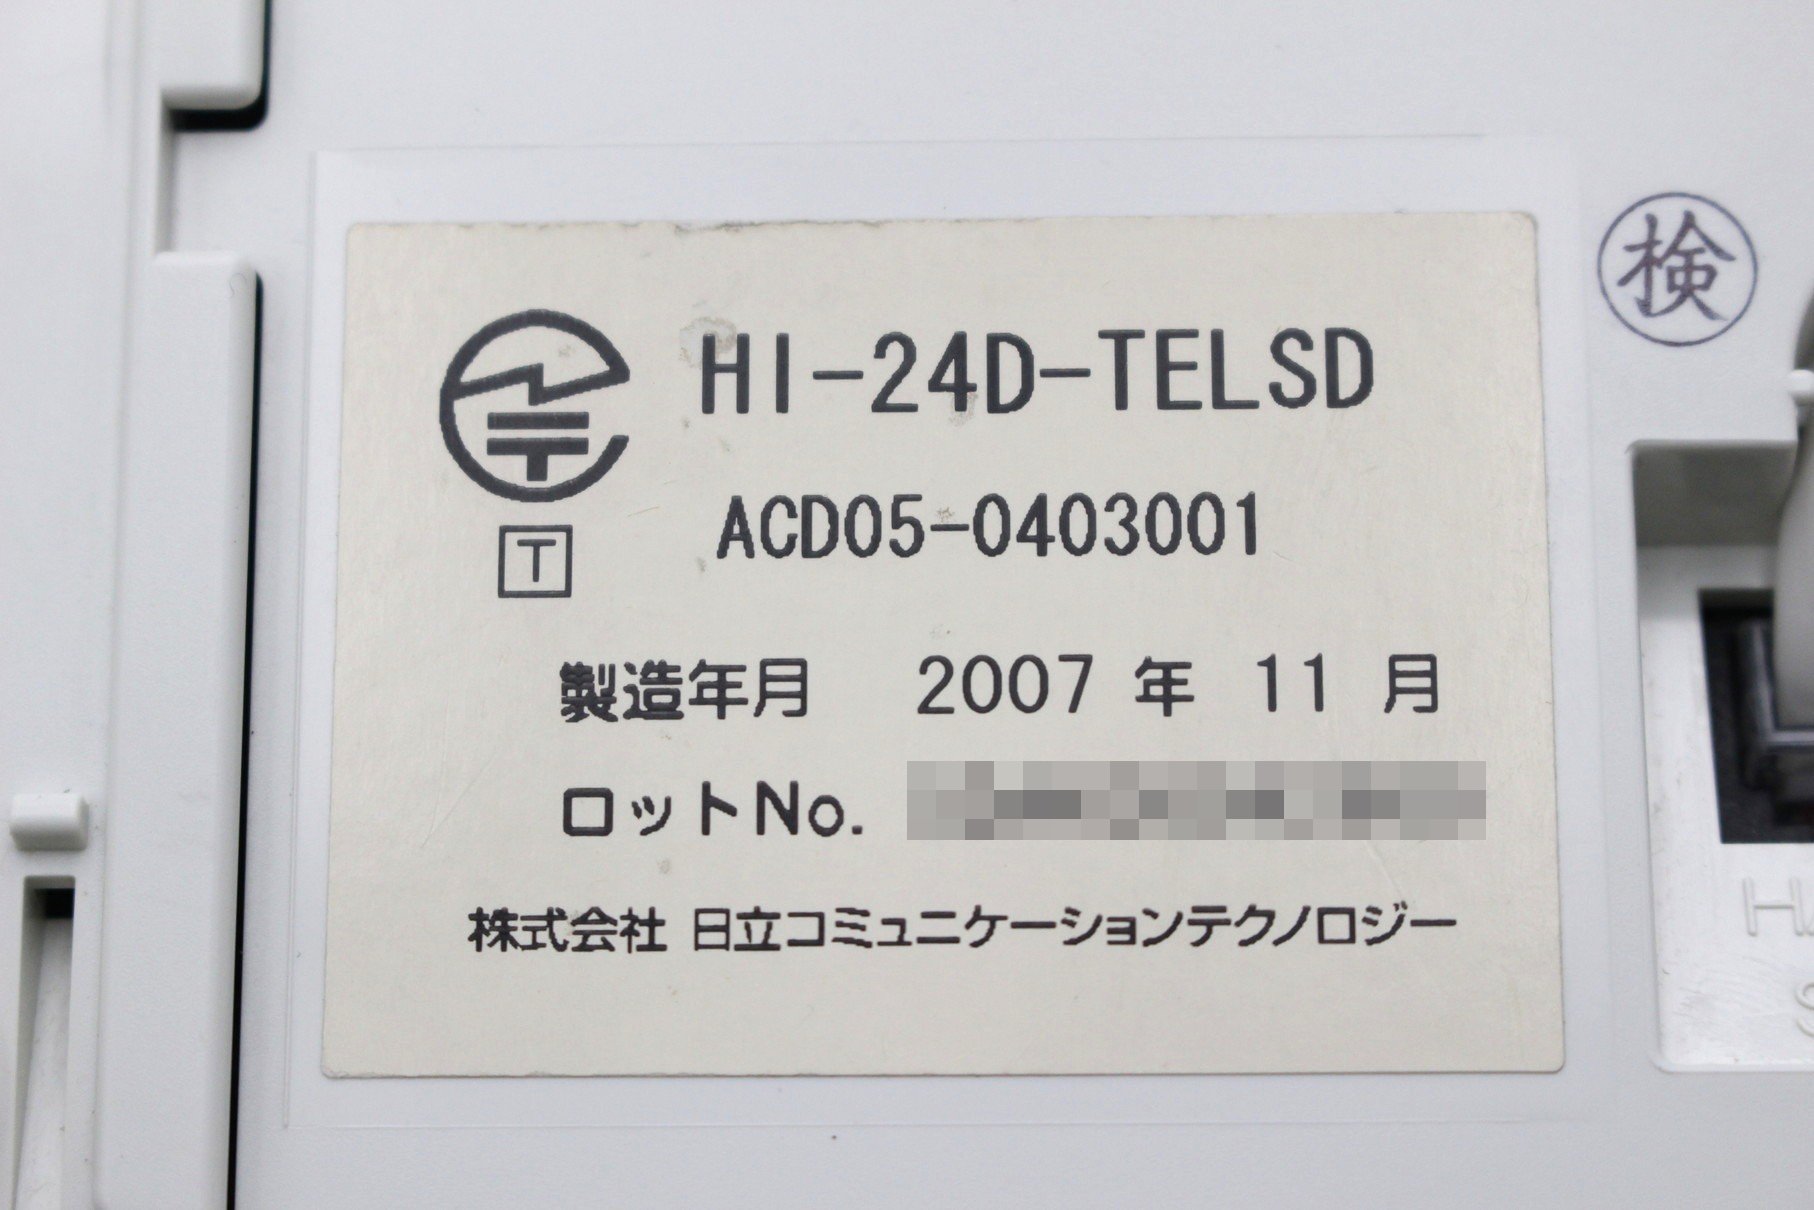 HI-24D-TELSD
検
ACD05-0403001
T
製造年月 2007 年 11 月
ロットNo.
株式会社 日立コミュニケーションテクノロジー